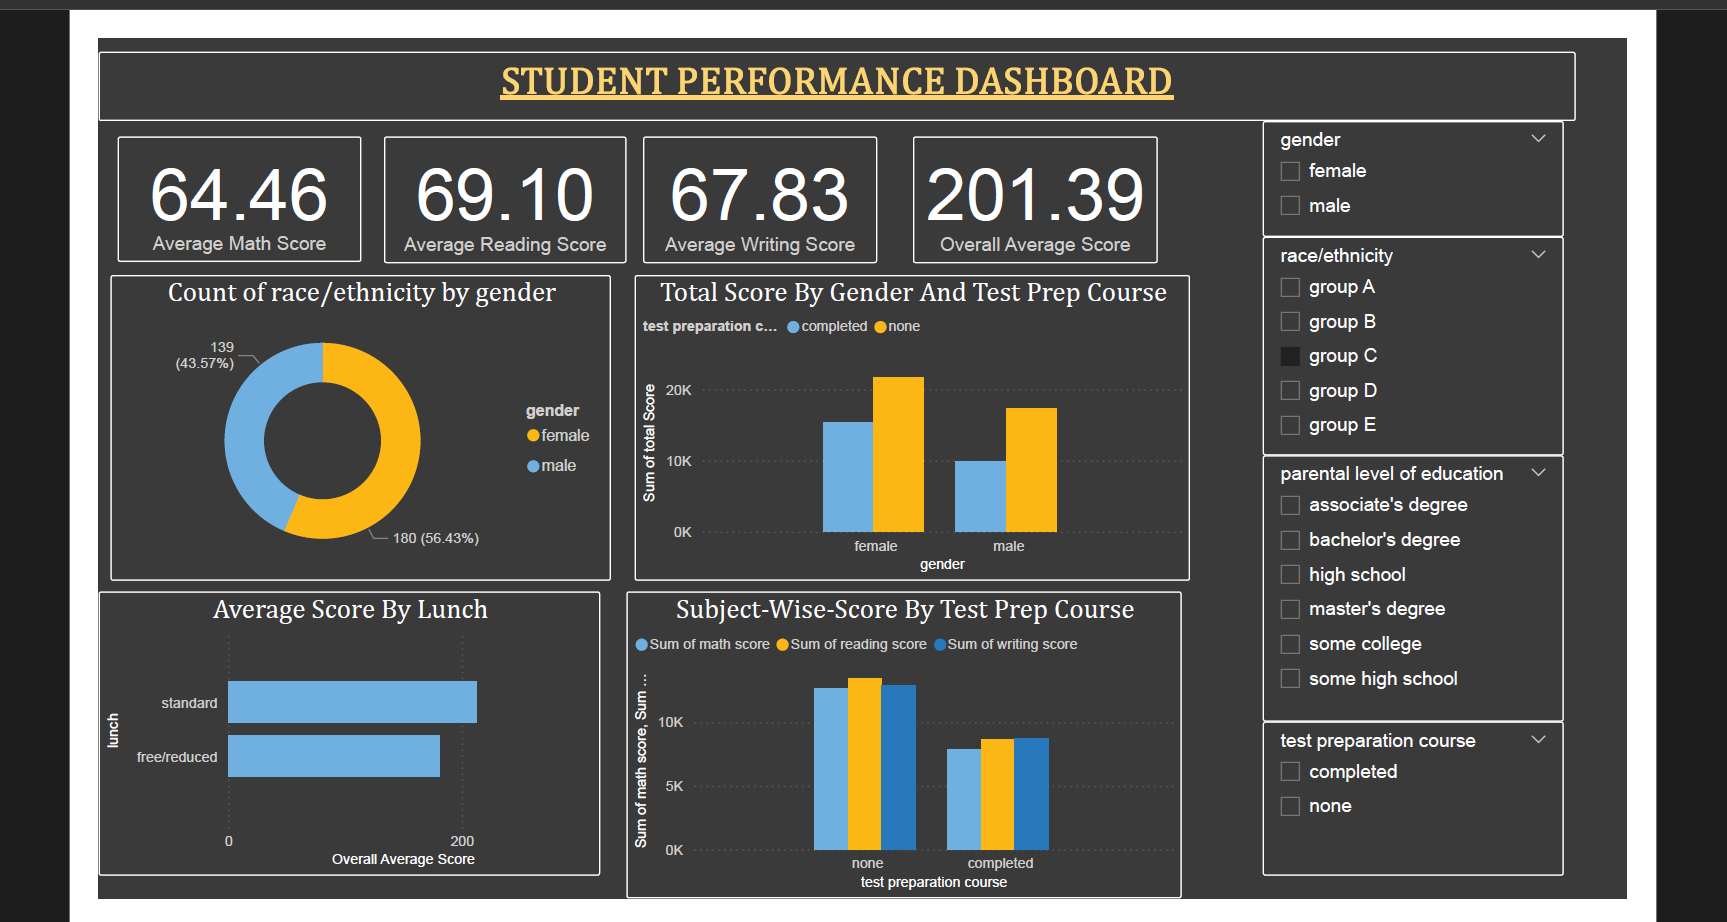 STUDENT PERFORMANCE DASHBOARD
64.46
Average Math Score
69.10
Average Reading Score
67.83
Average Writing Score
201.39
Overall Average Score
Count of race/ethnicity by gender
139
(43.57%)
180 (56.43%)
gender
female
male
Total Score By Gender And Test Prep Course
test preparation c... completed none
Sum of total Score
20K
10K
0K
female male
gender
Average Score By Lunch
lunch
standard
free/reduced
0 200
Overall Average Score
Subject-Wise-Score By Test Prep Course
Sum of math score Sum of reading score Sum of writing score
Sum of math score, Sum ...
10K
5K
0K
none completed
test preparation course
gender
female
male
race/ethnicity
group A
group B
group C
group D
group E
parental level of education
associate's degree
bachelor's degree
high school
master's degree
some college
some high school
test preparation course
completed
none